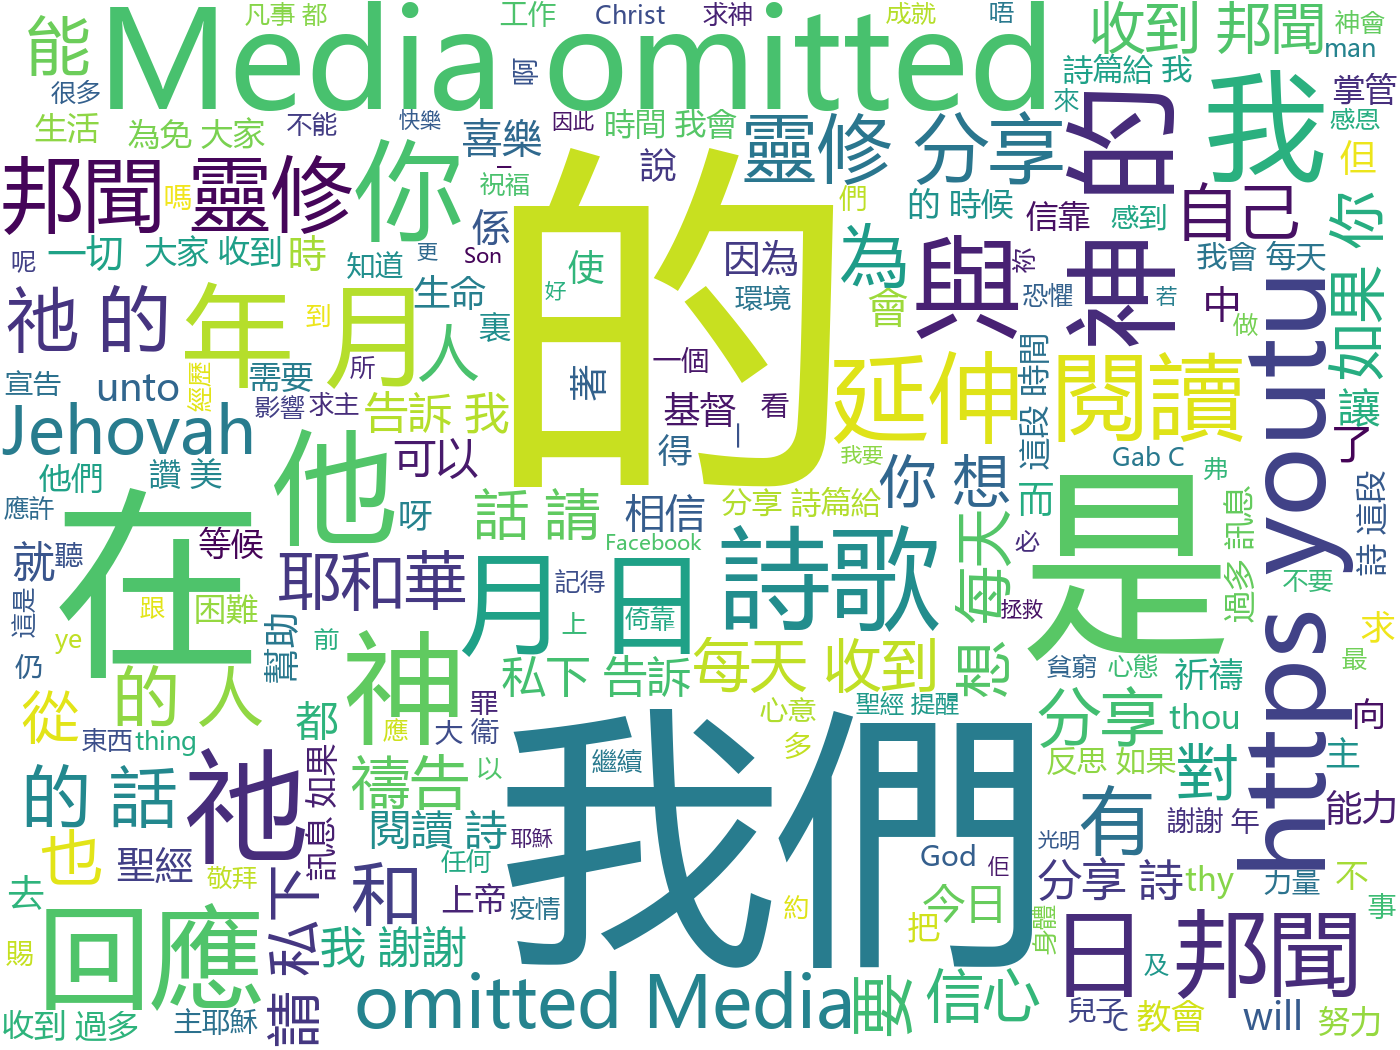 凡事 都
工作
Christ
求神
成就
唔
收到 邦聞
神會
能
Media omitted
man
很多
啊
詩篇給 我
我
掌管
來
的
生活
為免 大家
不能
快樂
喜樂
因此
時間 我會
靈修 分享
感恩
但
邦聞
嗎
靈修
你
一
祝福
說
們
的 時候
信靠
感到
自己
如果 你
呢
一切
大家 收到
時
知道
更
係
Son
的
使
好
因為
環境
為
會
與
祢
恐懼
神
我會 每天
若
中
做
祂 的
年
到
月
生命
裏
人
所
著
一個
延伸
閱讀
https youtu
讓
宣告
unto
經歷
需要
影響
求主
告訴 我
基督
看
這段 時間
了
Jehovah
他
可以
得
我要
你 想
Gab C
弗
他們
讚 美
應許
等候
呀
話 請
相信
分享 詩篇給
而
訊息
詩 這段
在
就
聽
耶和華
月
日
Facebook
詩歌
每天
必
是
過多
不要
這是
跟
困難
記得
倚靠
上
拯救
求
ye
幫助
前
神
仍
的 人
私下 告訴
每天 收到
想
貧窮
心態
祈禱
最
從
都
罪
應
大 衞
心意
多
聖經 提醒
分享
thou
向
東西
thing
我們
繼續
反思 如果
對
主
的 話
祂
訊息 如果
禱告
以
有
謝謝 年
能力
也
聖經
閱讀 詩
耶穌
光明
God
佢
去
敬拜
下
和
任何
上帝
疫情
約
今日
把
分享 詩
thy
力量
不
事
賜
回應
請 私
我 謝謝
身體
日
及
邦聞
omitted Media
要
信心
收到 過多
主耶穌
兒子
C
教會
will
努力